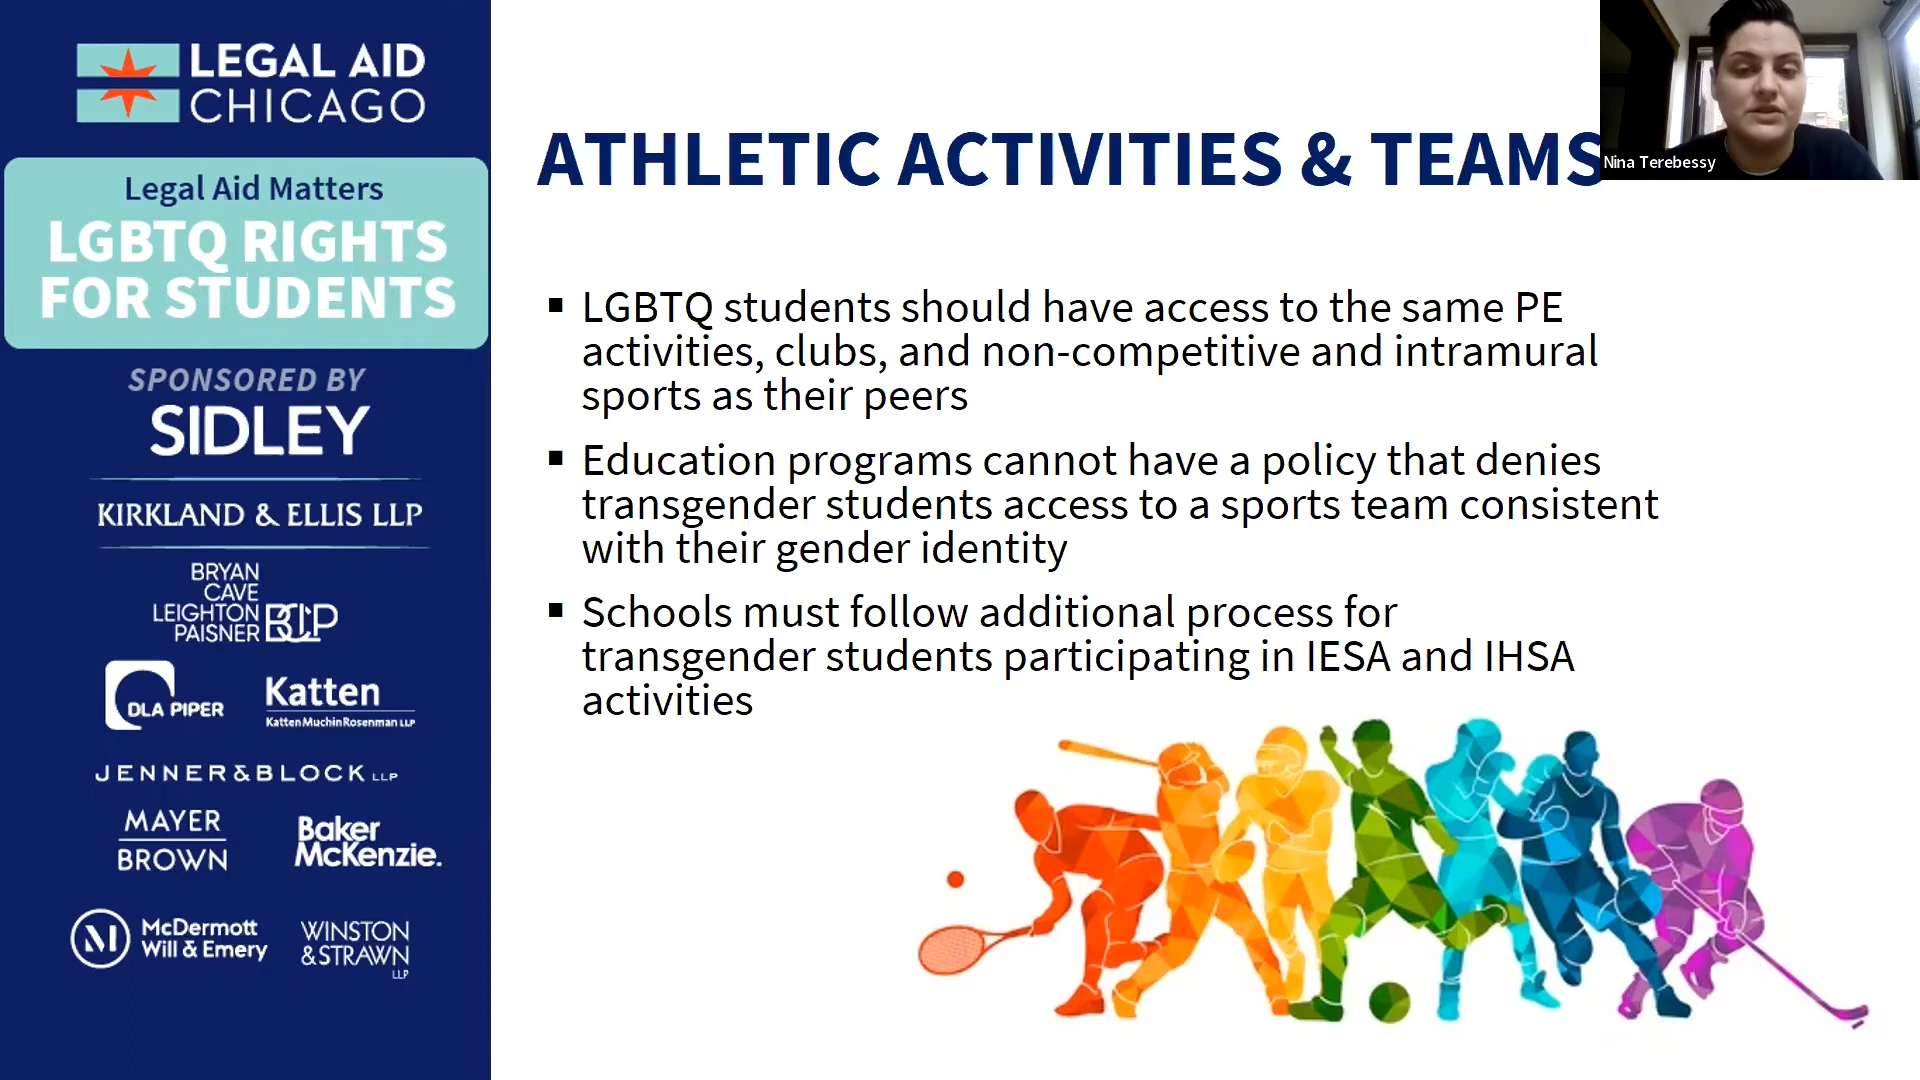 LEGAL AID
CHICAGO
Legal Aid Matters
LGBTQ RIGHTS
FOR STUDENTS
SPONSORED BY
SIDLEY
KIRKLAND & ELLIS LLP
BRYAN
CAVE
LEIGHTON
PAISNER BCLP
DLA PIPER
Katten
Katten Muchin Rosenman LLP
JENNER & BLOCK LLP
MAYER
BROWN
Baker
McKenzie.
M McDermott
Will & Emery
WINSTON
& STRAWN
LLP
ATHLETIC ACTIVITIES & TEAMS
▪ LGBTQ students should have access to the same PE
activities, clubs, and non-competitive and intramural
sports as their peers
▪ Education programs cannot have a policy that denies
transgender students access to a sports team consistent
with their gender identity
▪ Schools must follow additional process for
transgender students participating in IESA and IHSA
activities
Nina Terebessy